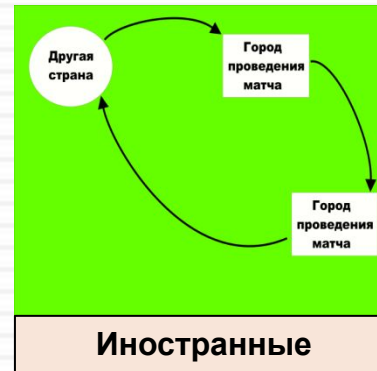 Другая
страна
Город
проведения
матча
Город
проведения
матча
Иностранные